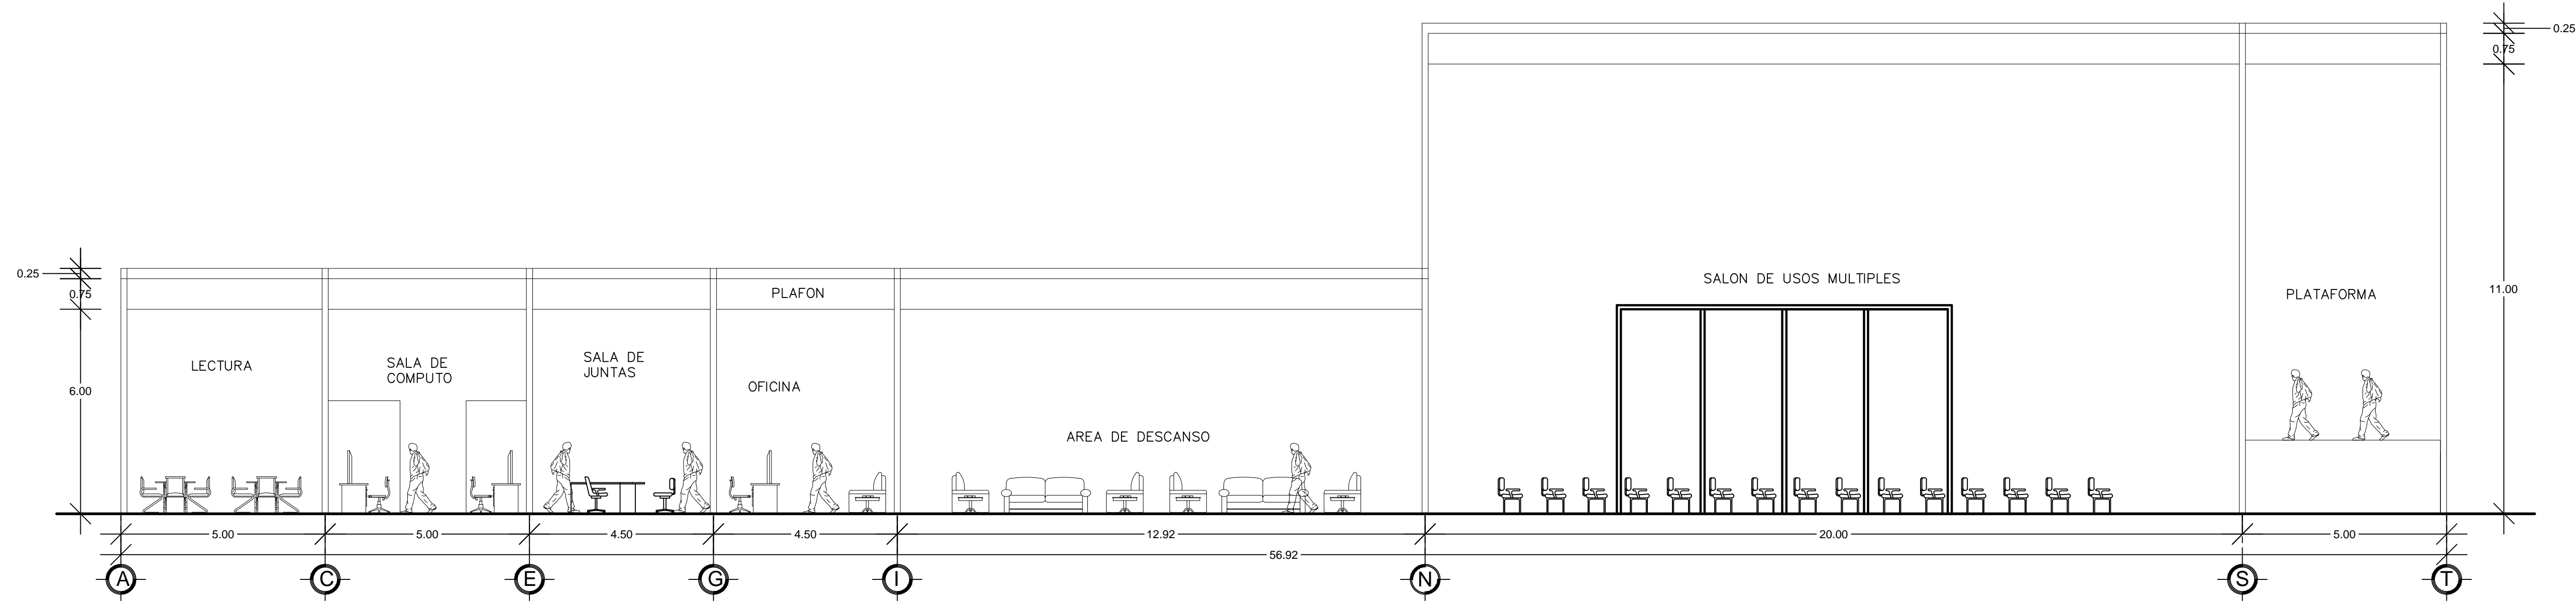 0.25
0.75
0.25
0.75
SALON DE USOS MULTIPLES
PLAFON
PLATAFORMA
11.00
LECTURA
SALA DE
COMPUTO
SALA DE
JUNTAS
OFICINA
6.00
AREA DE DESCANSO
5.00
5.00
4.50
4.50
12.92
20.00
5.00
56.92
A
C
E
G
I
N
S
T